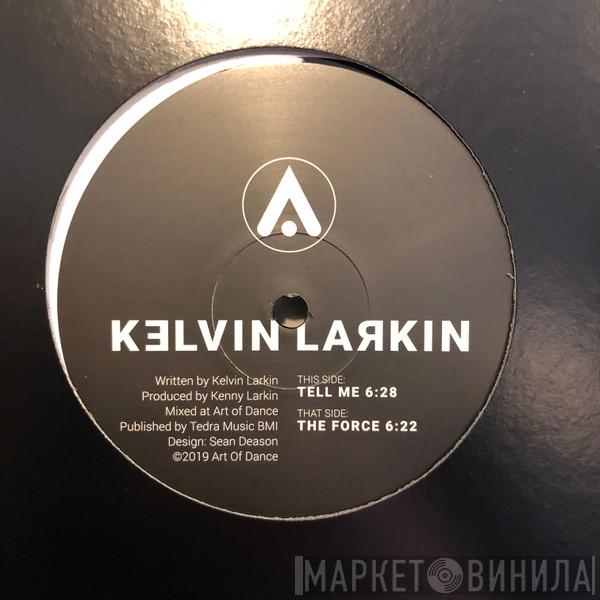 KƎLVIN LAЯKIN
Written by Kelvin Larkin
Produced by Kenny Larkin
Mixed at Art of Dance
Published by Tedra Music BMI
Design: Sean Deason
©2019 Art Of Dance
THIS SIDE:
TELL ME 6:28
THAT SIDE:
THE FORCE 6:22
МАРКЕТ ВИНИЛА